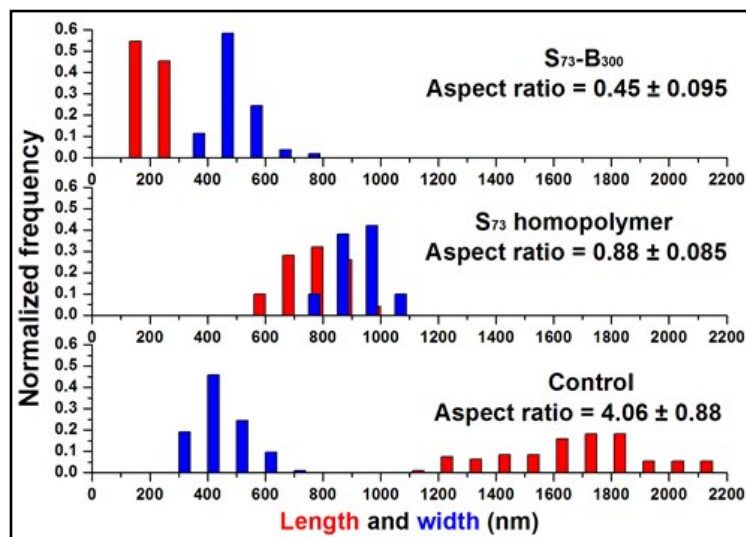 Normalized frequency
0.6
0.5
0.4
0.3
0.2
0.1
0.0
S73-B300
Aspect ratio = 0.45 ± 0.095
200 400 600 800 1000 1200 1400 1600 1800 2000 2200
0.6
0.4
0.3
0.2
0.1
0.0
S73 homopolymer
Aspect ratio = 0.88 ± 0.085
0 200 400 600 800 1000 1200 1400 1600 1800 2000 2200
0.6
0.5
0.4
0.3
0.2
0.1
0.0
Control
Aspect ratio = 4.06 ± 0.88
0 200 400 600 800 1000 1200 1400 1600 1800 2000 2200
Length and width (nm)